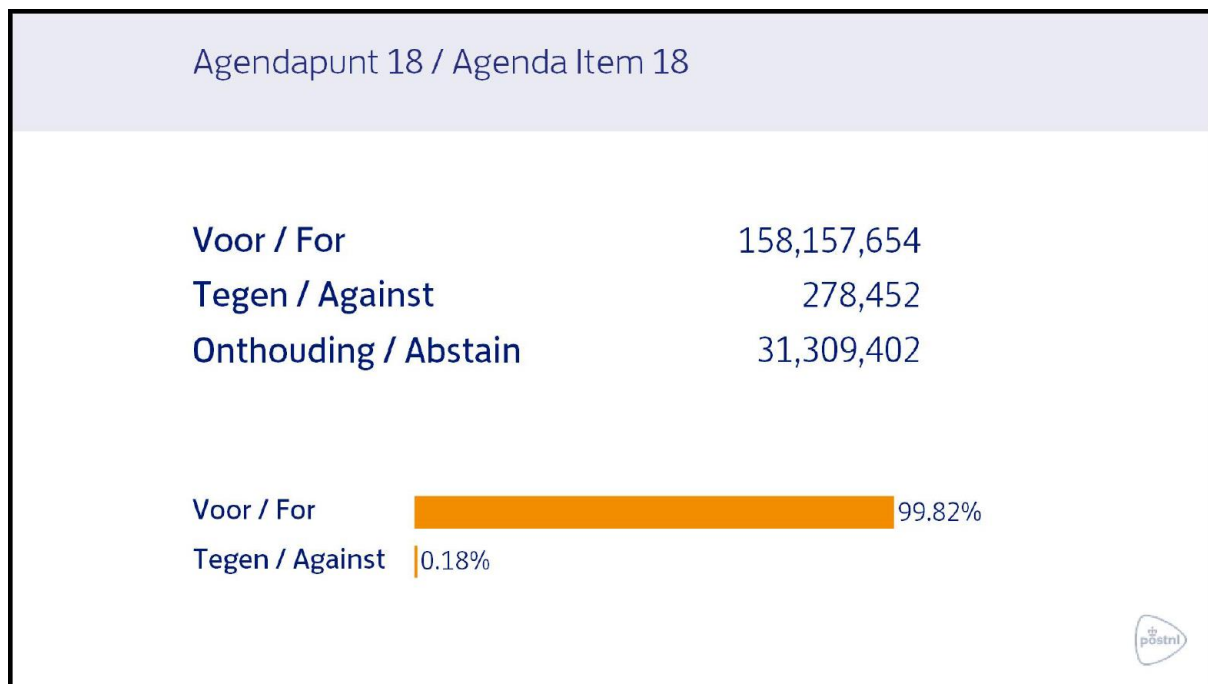 Agendapunt 18 / Agenda Item 18
Voor / For 158,157,654
Tegen / Against 278,452
Onthouding / Abstain 31,309,402
Voor / For 99.82%
Tegen / Against 0.18%
postnl